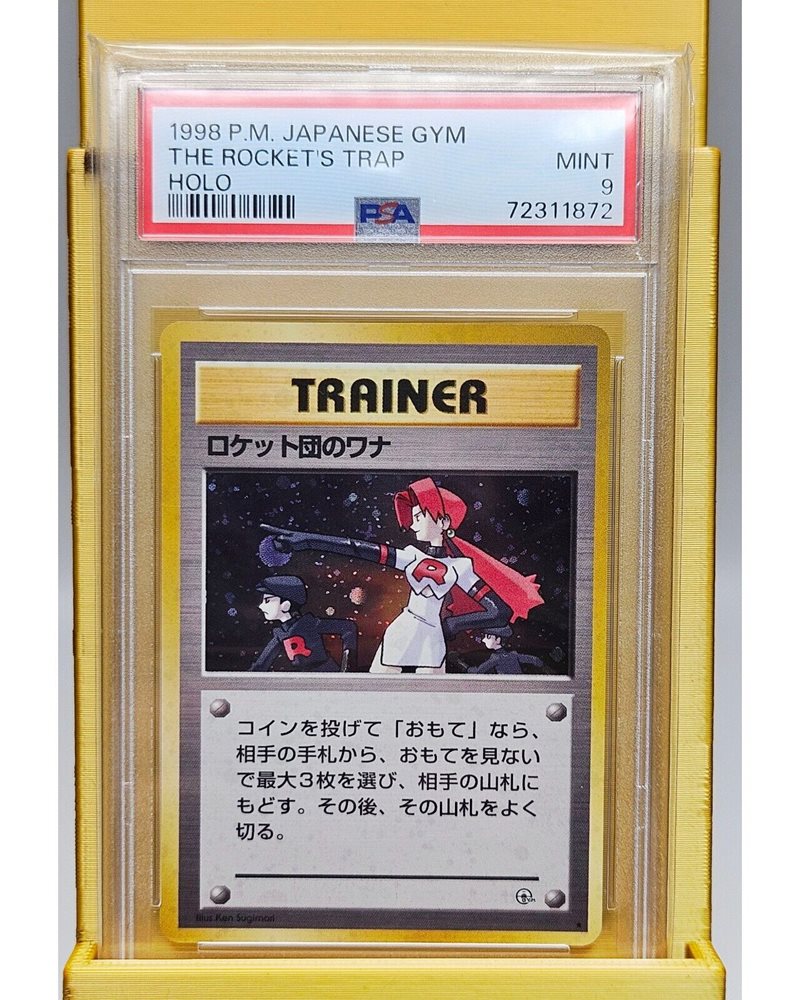 1998 P.M. JAPANESE GYM
THE ROCKET'S TRAP MINT
HOLO 9
PSA 72311872
TRAINER
ロケット団のワナ
R
R
コインを投げて「おもて」なら、
相手の手札から、おもてを見ない
で最大3枚を選び、相手の山札に
もどす。その後、その山札をよく
切る。
Illus. Ken Sugimori